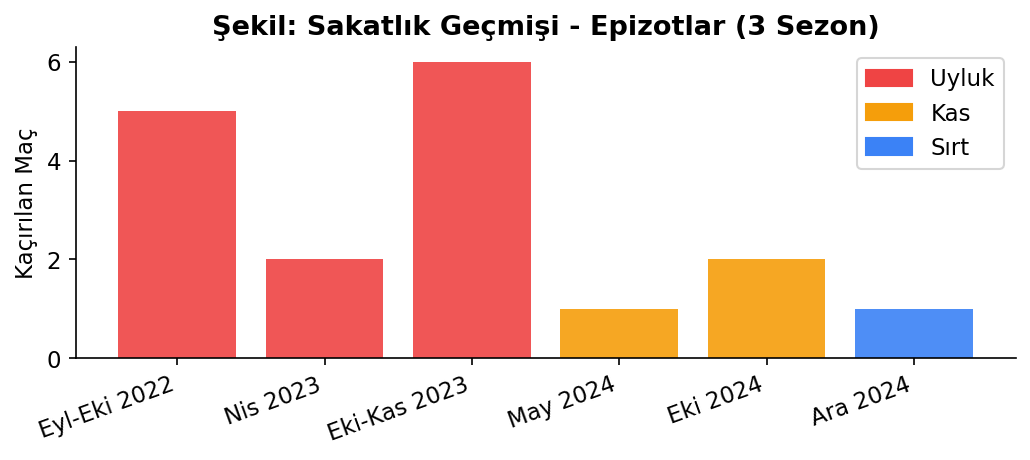 Şekil: Sakatlık Geçmişi - Epizotlar (3 Sezon)
Kaçırılan Maç
6
4
2
0
Uyluk
Kas
Sırt
Eyl-Eki 2022
Nis 2023
Eki-Kas 2023
May 2024
Eki 2024
Ara 2024